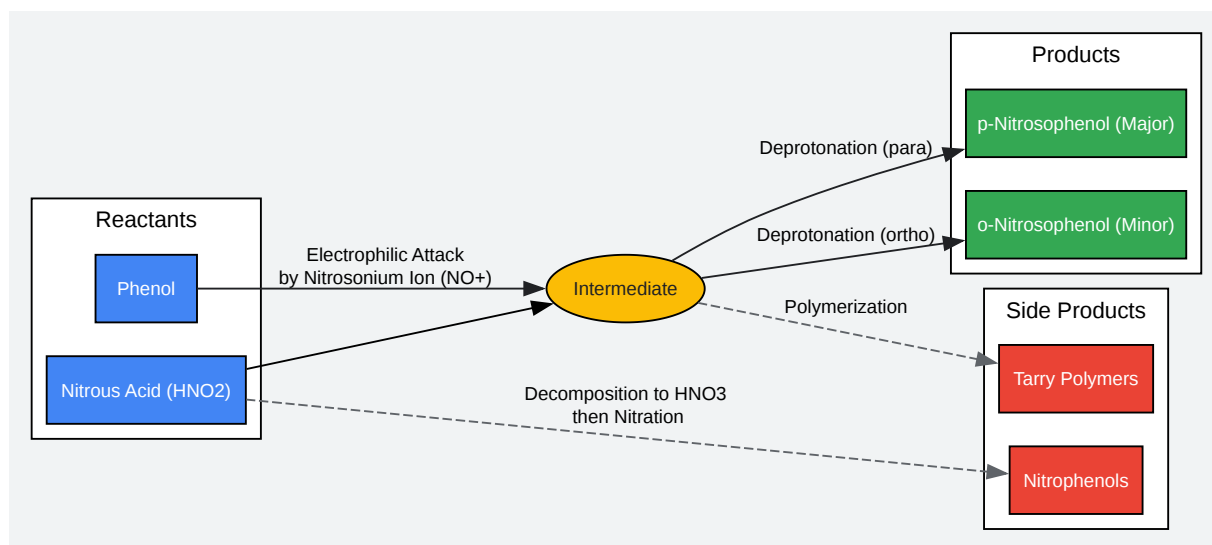 Reactants
Phenol
Nitrous Acid (HNO2)
Electrophilic Attack
by Nitrosonium Ion (NO+)
Intermediate
Deprotonation (para)
Deprotonation (ortho)
Polymerization
Decomposition to HNO3
then Nitration
Products
p-Nitrosophenol (Major)
o-Nitrosophenol (Minor)
Side Products
Tarry Polymers
Nitrophenols